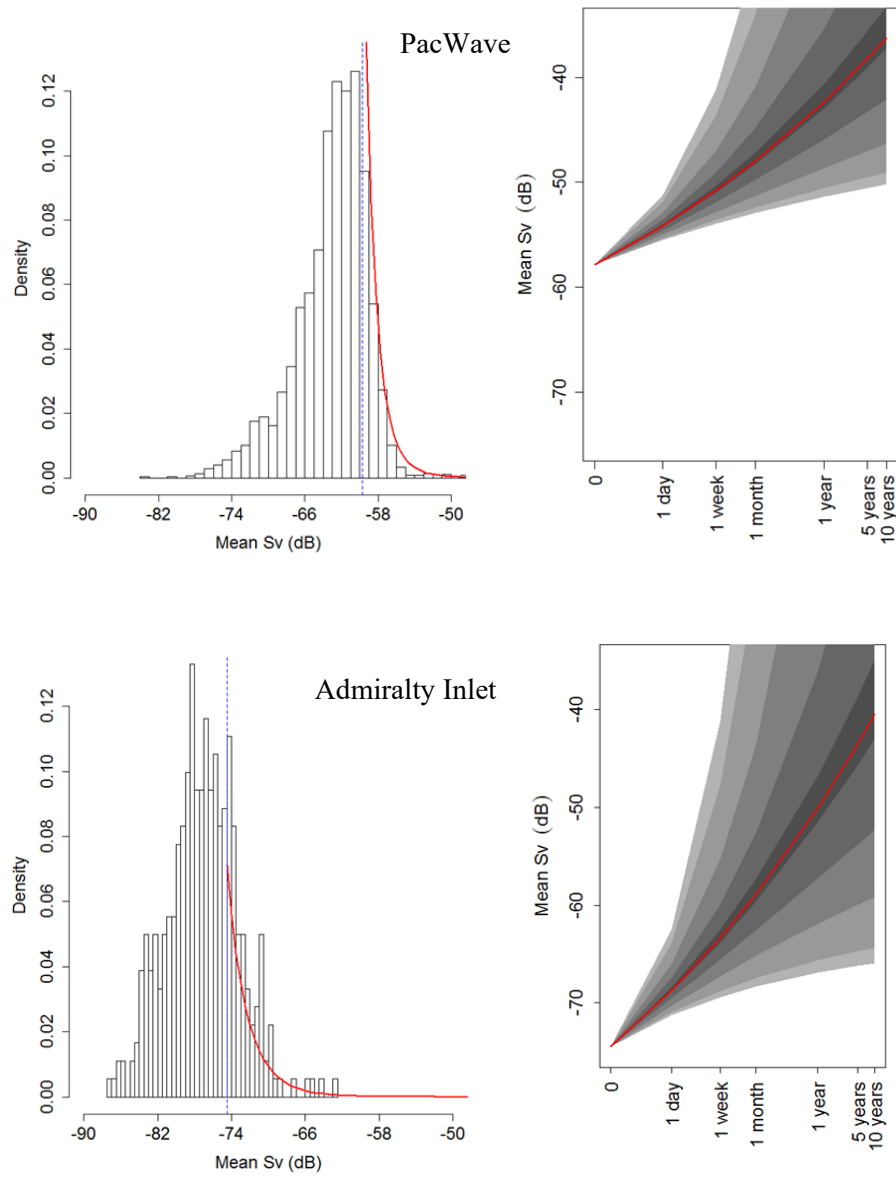 PacWave
Density
0.00 0.02 0.04 0.06 0.08 0.10 0.12
-90 -82 -74 -66 -58 -50
Mean Sv (dB)
Mean Sv (dB)
-70 -60 -50 -40
0 1 day 1 week 1 month 1 year 5 years 10 years
Admiralty Inlet
Density
0.00 0.02 0.04 0.06 0.08 0.10 0.12
-90 -82 -74 -66 -58 -50
Mean Sv (dB)
Mean Sv (dB)
-70 -60 -50 -40
0 1 day 1 week 1 month 1 year 5 years 10 years